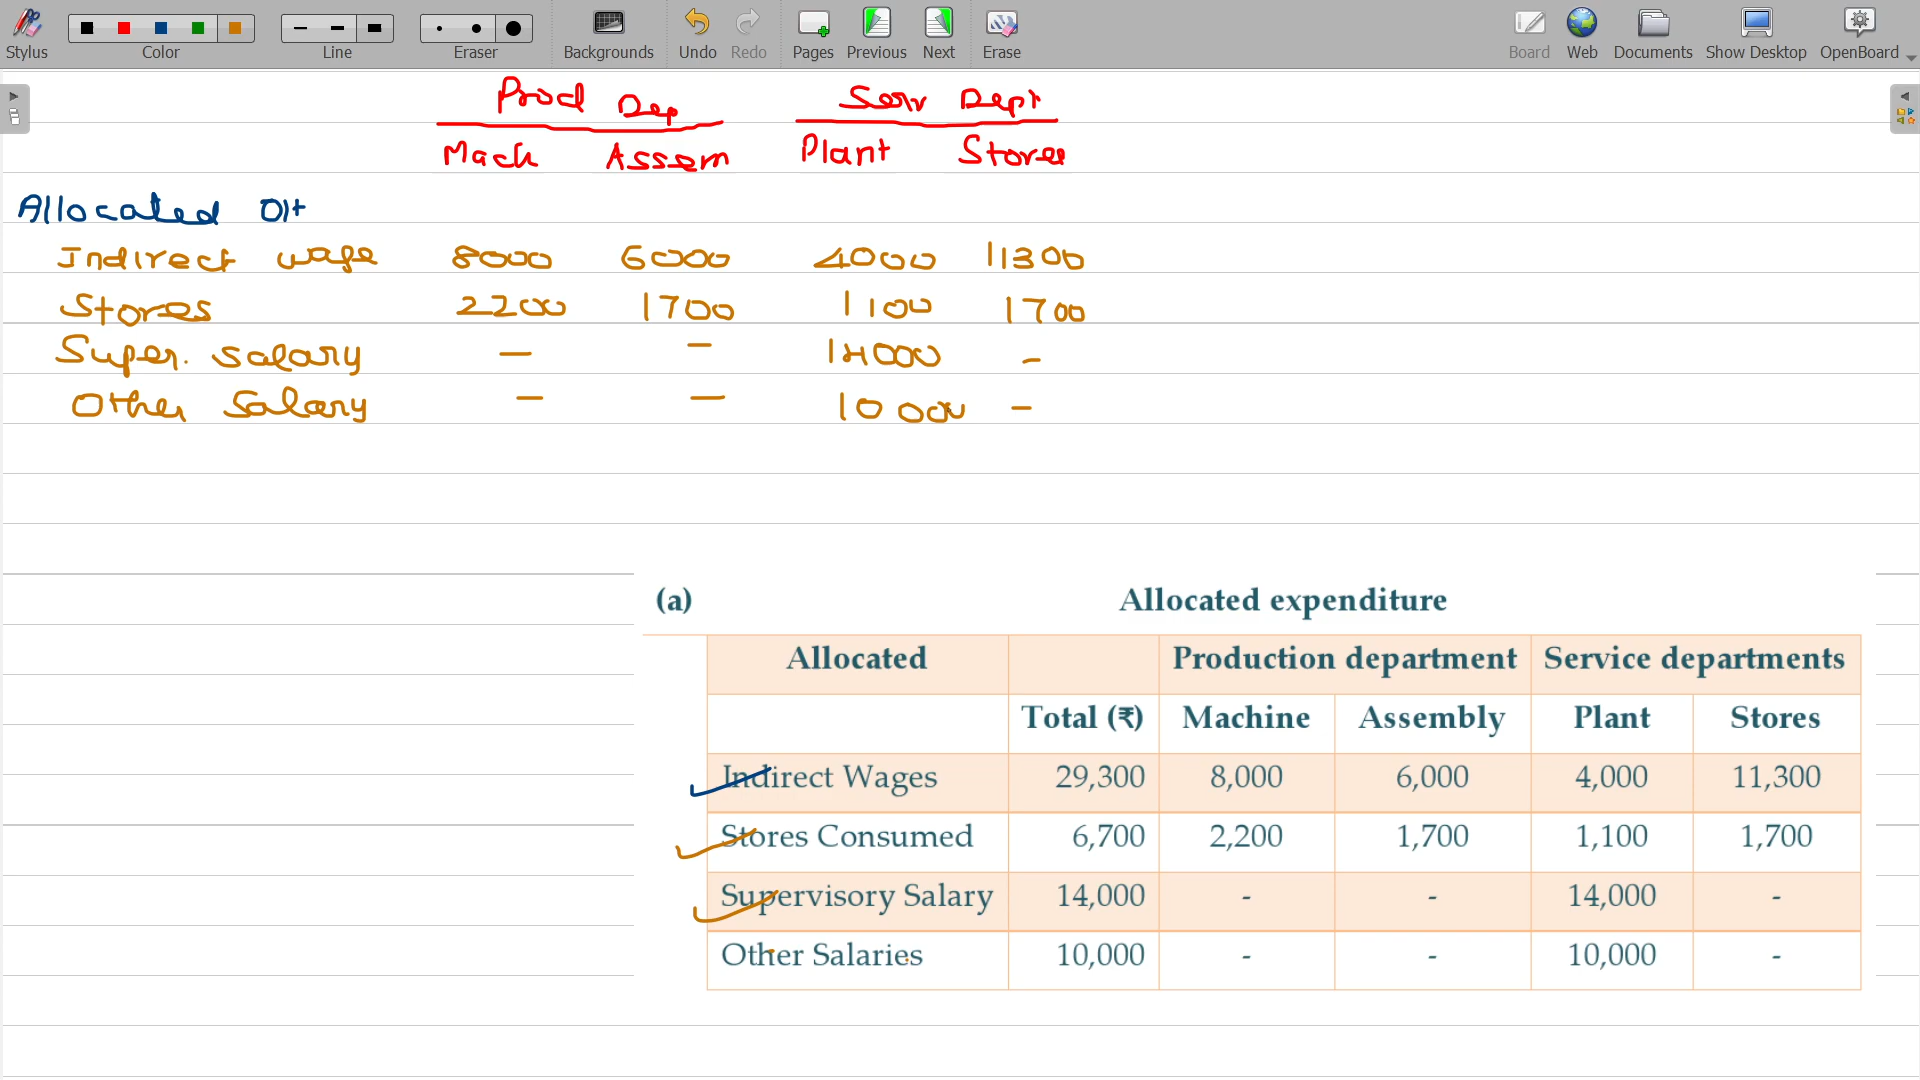 Stylus Color Line Eraser Backgrounds Undo Redo Pages Previous Next Erase Board Web Documents Show Desktop OpenBoard
Prod Dep Serv Dept
Mach Assem Plant Stores
Allocated OH
Indirect wage 8000 6000 4000 11300
Stores 2200 1700 1100 1700
Super. salary — – 14000 -
Other Salary – — 10000 -
(a) Allocated expenditure
Allocated Production department Service departments
Total (₹) Machine Assembly Plant Stores
Indirect Wages 29,300 8,000 6,000 4,000 11,300
Stores Consumed 6,700 2,200 1,700 1,100 1,700
Supervisory Salary 14,000 - - 14,000 -
Other Salaries 10,000 - - 10,000 -